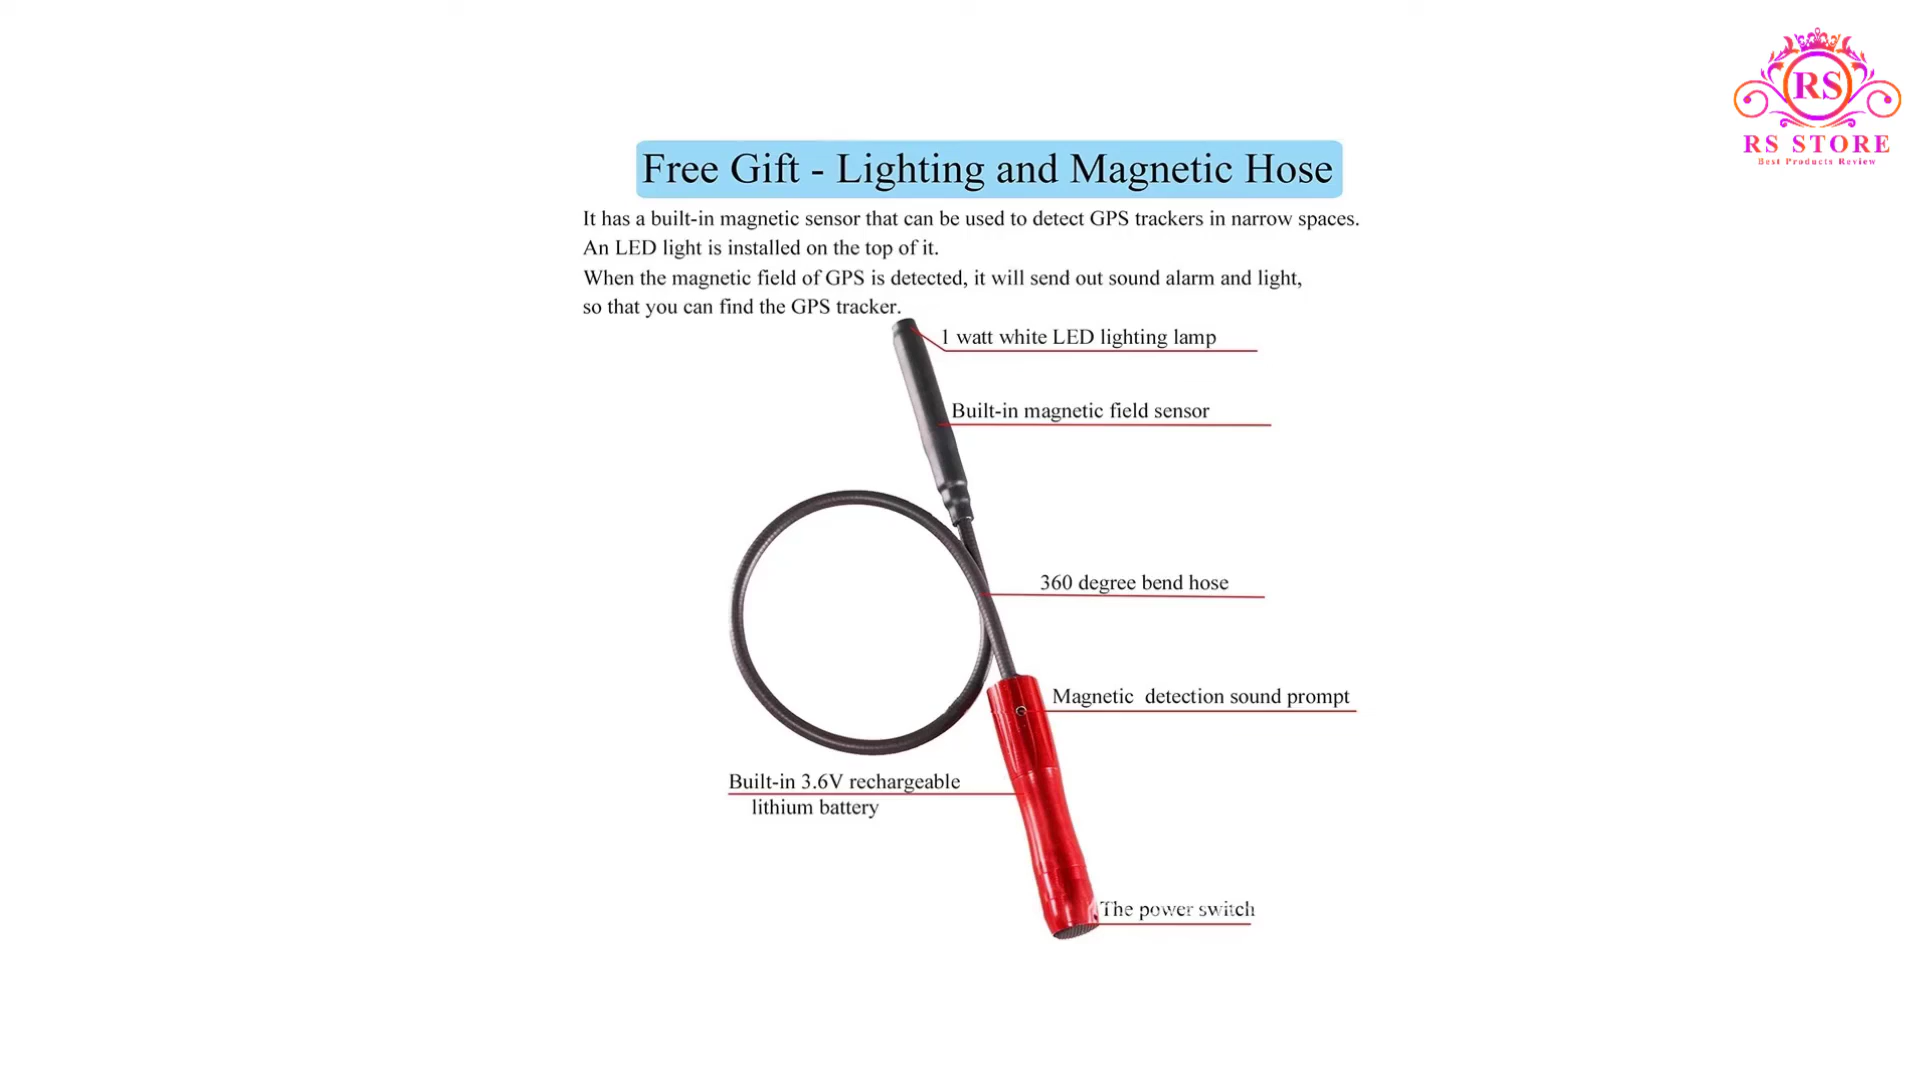 RS
RS STORE
Best Products Review
Free Gift - Lighting and Magnetic Hose
It has a built-in magnetic sensor that can be used to detect GPS trackers in narrow spaces.
An LED light is installed on the top of it.
When the magnetic field of GPS is detected, it will send out sound alarm and light,
so that you can find the GPS tracker.
1 watt white LED lighting lamp
Built-in magnetic field sensor
360 degree bend hose
Magnetic detection sound prompt
Built-in 3.6V rechargeable
lithium battery
The power switch